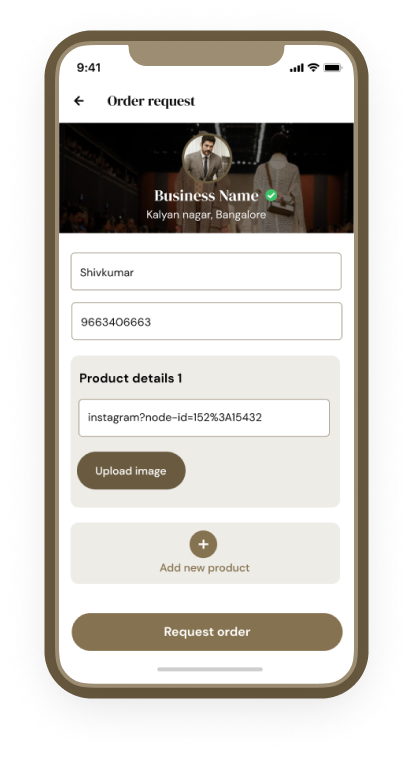 9:41
Order request
Business Name
Kalyan nagar, Bangalore
Shivkumar
9663406663
Product details 1
instagram?node-id=152%3A15432
Upload image
Add new product
Request order